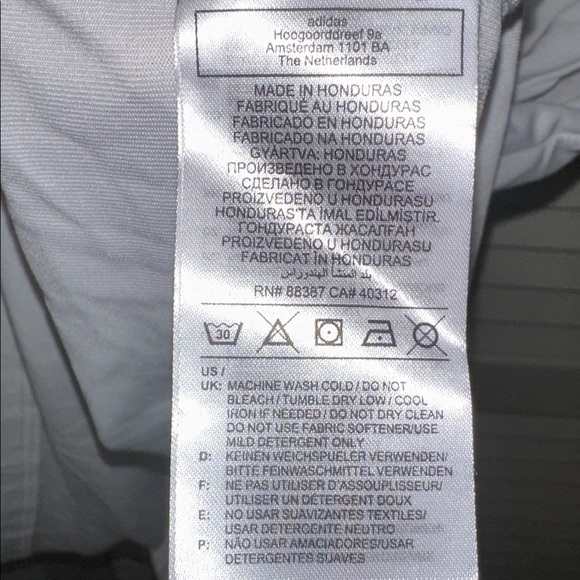 adidas
Hoogoorddreef 9a
Amsterdam 1101 BA
The Netherlands
MADE IN HONDURAS
FABRIQUÉ AU HONDURAS
FABRICADO EN HONDURAS
FABRICADO NA HONDURAS
GYÁRTVA: HONDURAS
ПРОИЗВЕДЕНО В ХОНДУРАС
СДЕЛАНО В ГОНДУРАСЕ
PROIZVEDENO U HONDURASU
HONDURAS'TA İMAL EDİLMİŞTİR.
ГОНДУРАСТА ЖАСАЛҒАН
PROIZVEDENO U HONDURASU
FABRICAT ÎN HONDURAS
بلد المنشأ الهندوراس
RN# 88387 CA# 40312
30
US /
UK: MACHINE WASH COLD / DO NOT
BLEACH / TUMBLE DRY LOW / COOL
IRON IF NEEDED / DO NOT DRY CLEAN
DO NOT USE FABRIC SOFTENER/USE
MILD DETERGENT ONLY
D: KEINEN WEICHSPUELER VERWENDEN/
BITTE FEINWASCHMITTEL VERWENDEN
F: NE PAS UTILISER D'ASSOUPLISSEUR/
UTILISER UN DÉTERGENT DOUX
E: NO USAR SUAVIZANTES TEXTILES/
USAR DETERGENTE NEUTRO
P: NÃO USAR AMACIADORES/USAR
DETERGENTES SUAVES